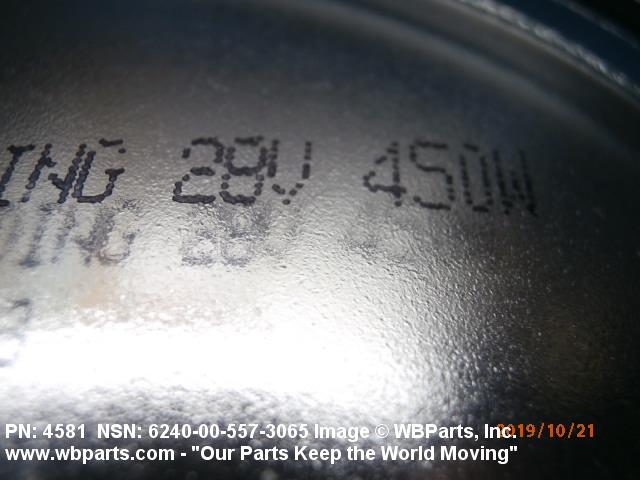 ING 28V 450W
PN: 4581 NSN: 6240-00-557-3065 Image © WBParts, Inc.
2019/10/21
www.wbparts.com - "Our Parts Keep the World Moving"